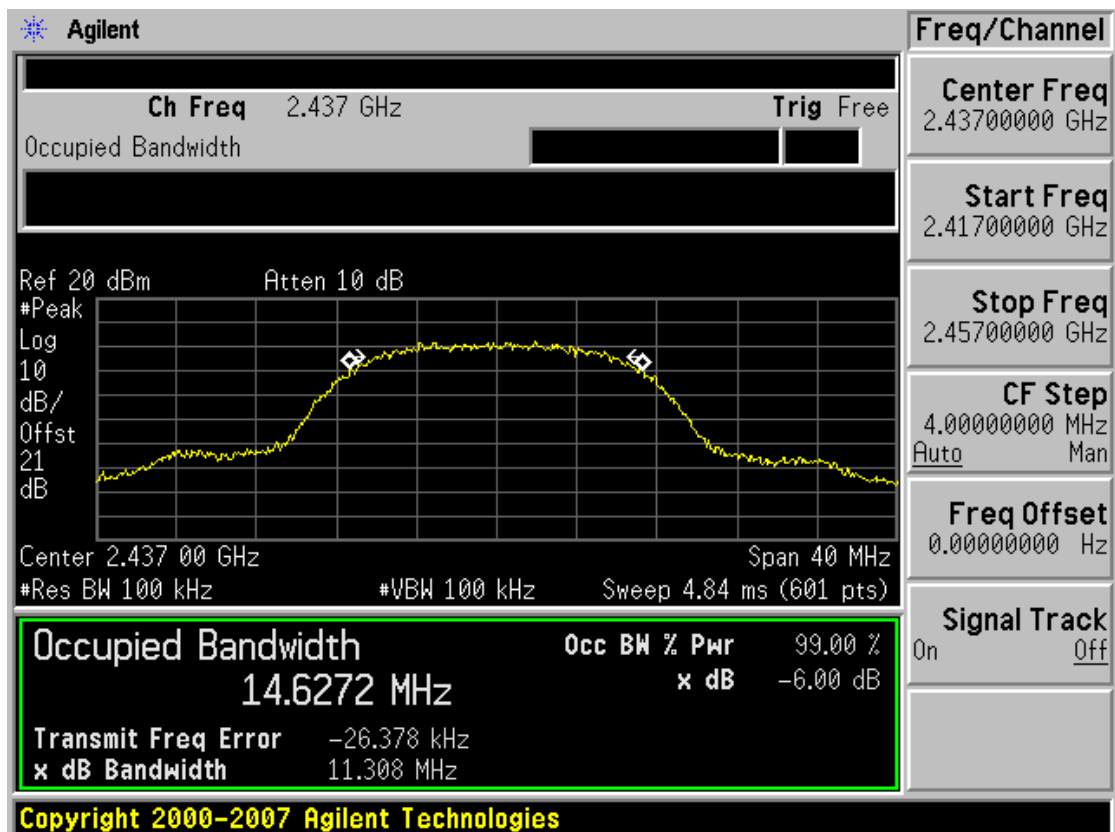 Agilent
Freq/Channel
Ch Freq 2.437 GHz Trig Free
Occupied Bandwidth
Center Freq
2.43700000 GHz
Start Freq
2.41700000 GHz
Stop Freq
2.45700000 GHz
CF Step
4.00000000 MHz
Auto Man
Freq Offset
0.00000000 Hz
Signal Track
On Off
Ref 20 dBm Atten 10 dB
#Peak
Log
10
dB/
Offst
21
dB
Center 2.437 00 GHz Span 40 MHz
#Res BW 100 kHz #VBW 100 kHz Sweep 4.84 ms (601 pts)
Occupied Bandwidth Occ BW % Pwr 99.00 %
14.6272 MHz x dB -6.00 dB
Transmit Freq Error -26.378 kHz
x dB Bandwidth 11.308 MHz
Copyright 2000-2007 Agilent Technologies